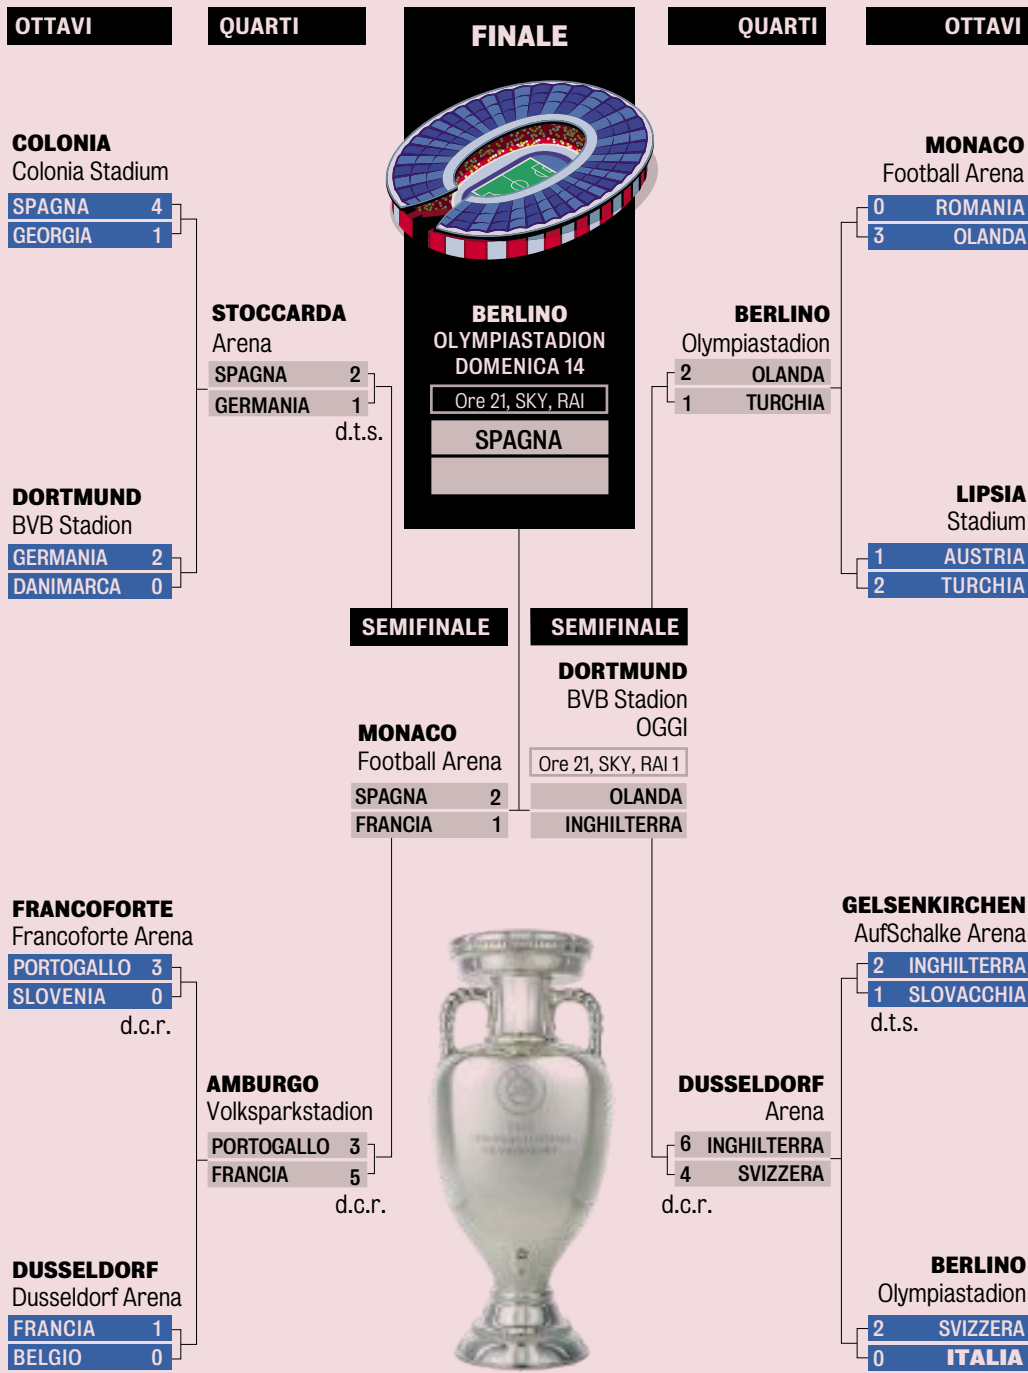 OTTAVI
QUARTI
FINALE
QUARTI
OTTAVI
COLONIA
Colonia Stadium
SPAGNA 4
GEORGIA 1
STOCCARDA
Arena
SPAGNA 2
GERMANIA 1
d.t.s.
DORTMUND
BVB Stadion
GERMANIA 2
DANIMARCA 0
BERLINO
OLYMPIASTADION
DOMENICA 14
Ore 21, SKY, RAI
SPAGNA
MONACO
Football Arena
0 ROMANIA
3 OLANDA
BERLINO
Olympiastadion
2 OLANDA
1 TURCHIA
LIPSIA
Stadium
1 AUSTRIA
2 TURCHIA
SEMIFINALE
SEMIFINALE
MONACO
Football Arena
SPAGNA 2
FRANCIA 1
DORTMUND
BVB Stadion
OGGI
Ore 21, SKY, RAI 1
OLANDA
INGHILTERRA
FRANCOFORTE
Francoforte Arena
PORTOGALLO 3
SLOVENIA 0
d.c.r.
AMBURGO
Volksparkstadion
PORTOGALLO 3
FRANCIA 5
d.c.r.
DUSSELDORF
Dusseldorf Arena
FRANCIA 1
BELGIO 0
GELSENKIRCHEN
AufSchalke Arena
2 INGHILTERRA
1 SLOVACCHIA
d.t.s.
DUSSELDORF
Arena
6 INGHILTERRA
4 SVIZZERA
d.c.r.
BERLINO
Olympiastadion
2 SVIZZERA
0 ITALIA